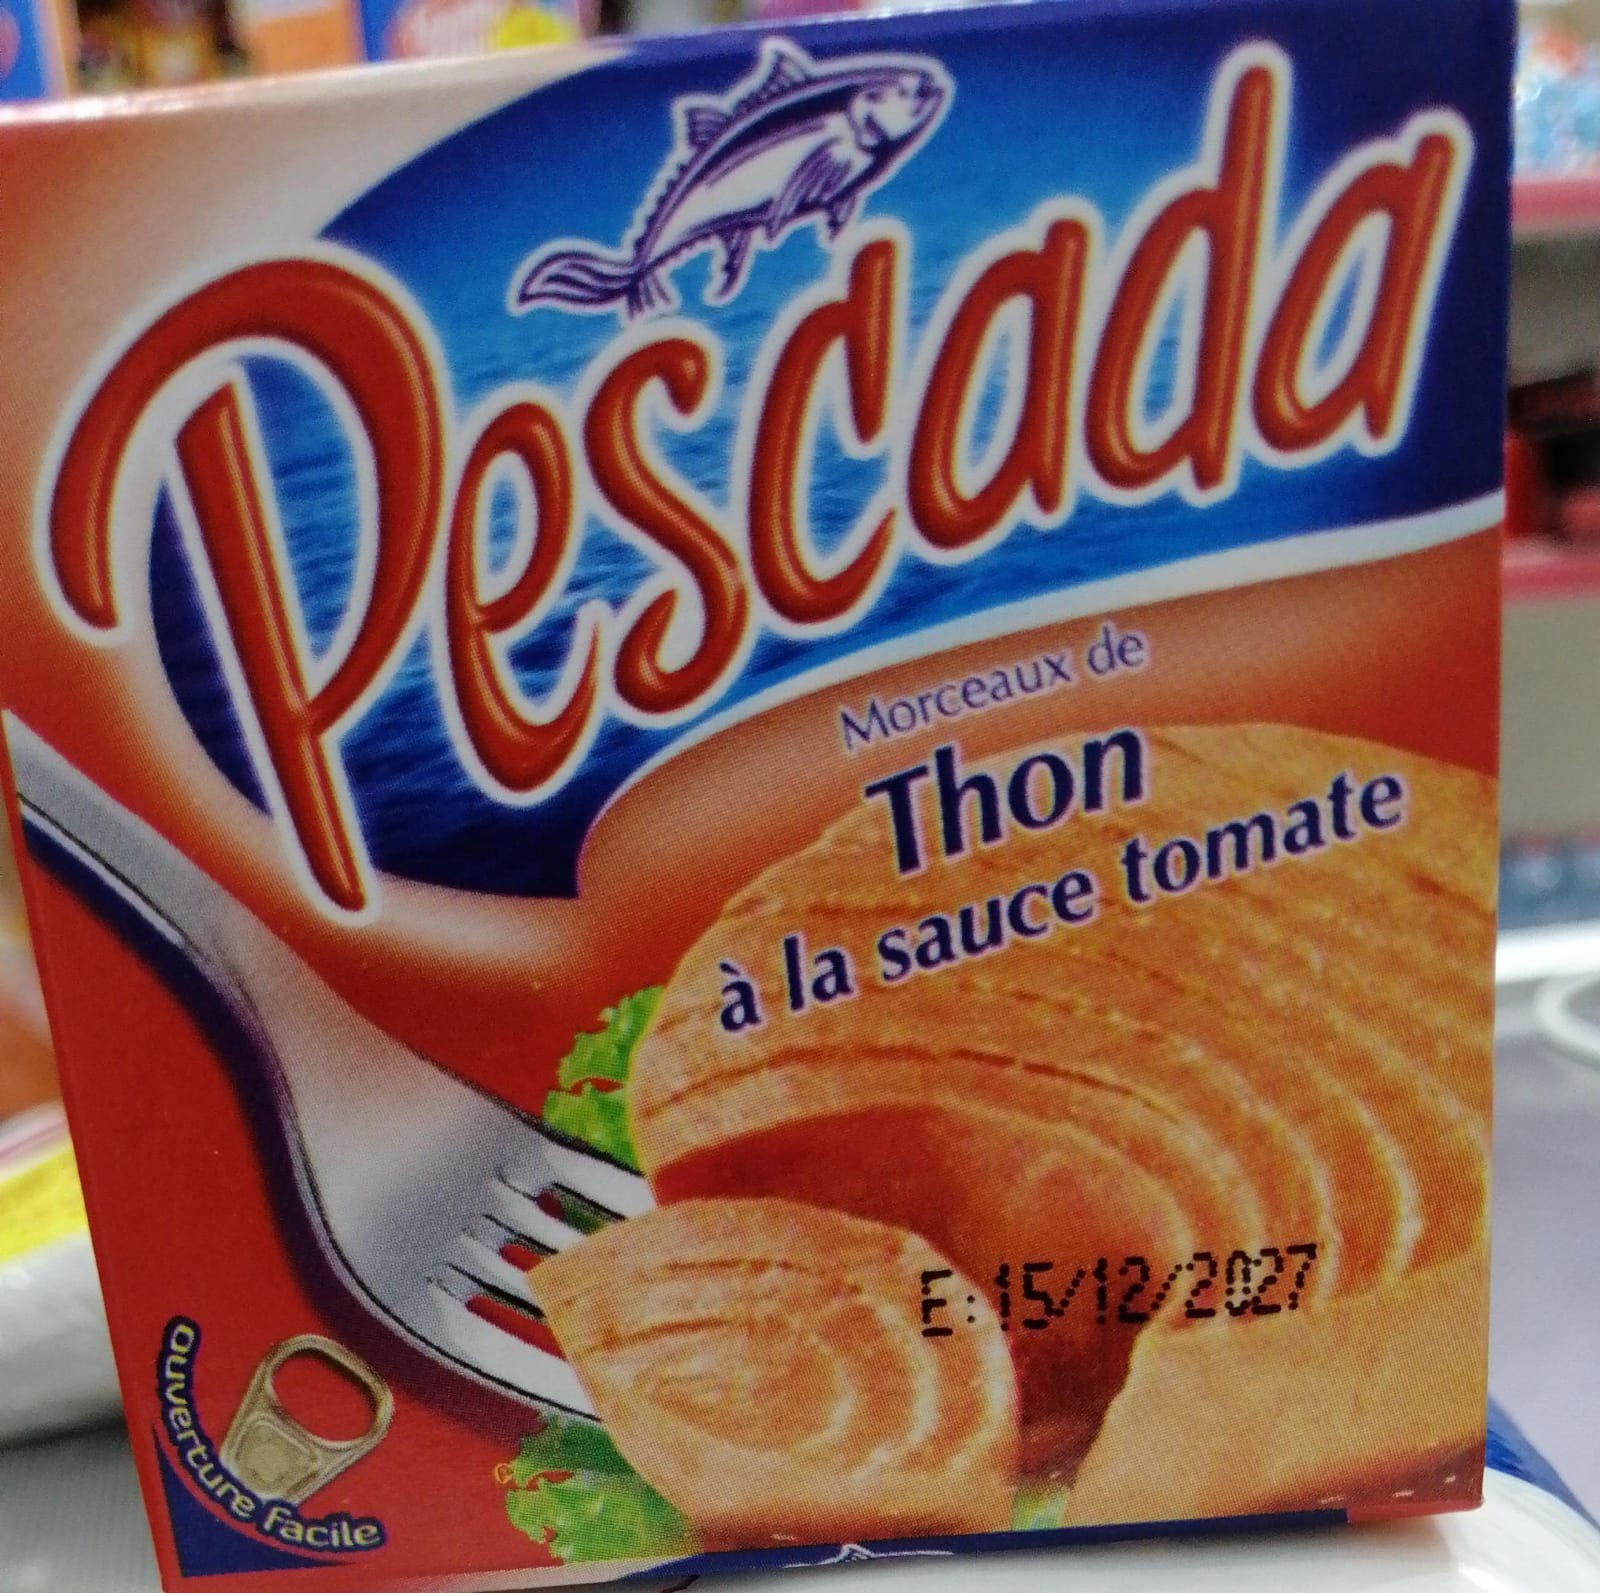 Pescada
Morceaux de
Thon
à la sauce tomate
E:15/12/2027
ouverture facile